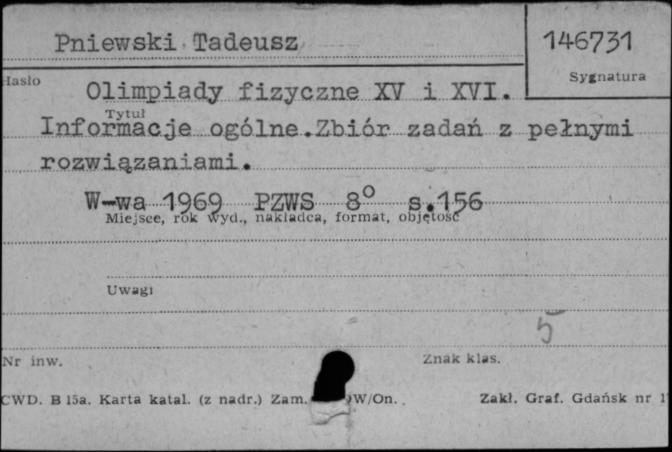 Pniewski Tadeusz
146731
Hasło
Sygnatura
Olimpiady fizyczne XV i XVI.
Tytuł
Informacje ogólne.Zbiór zadań z pełnymi
rozwiązaniami.
W-wa 1969 PZWS 8° s.156
Miejsce, rok wyd., nakładca, format, objętość
Uwagi
5
Nr inw.
Znak klas.
CWD. B 15a. Karta katal. (z nadr.) Zam. W/On.
Zakł. Graf. Gdańsk nr